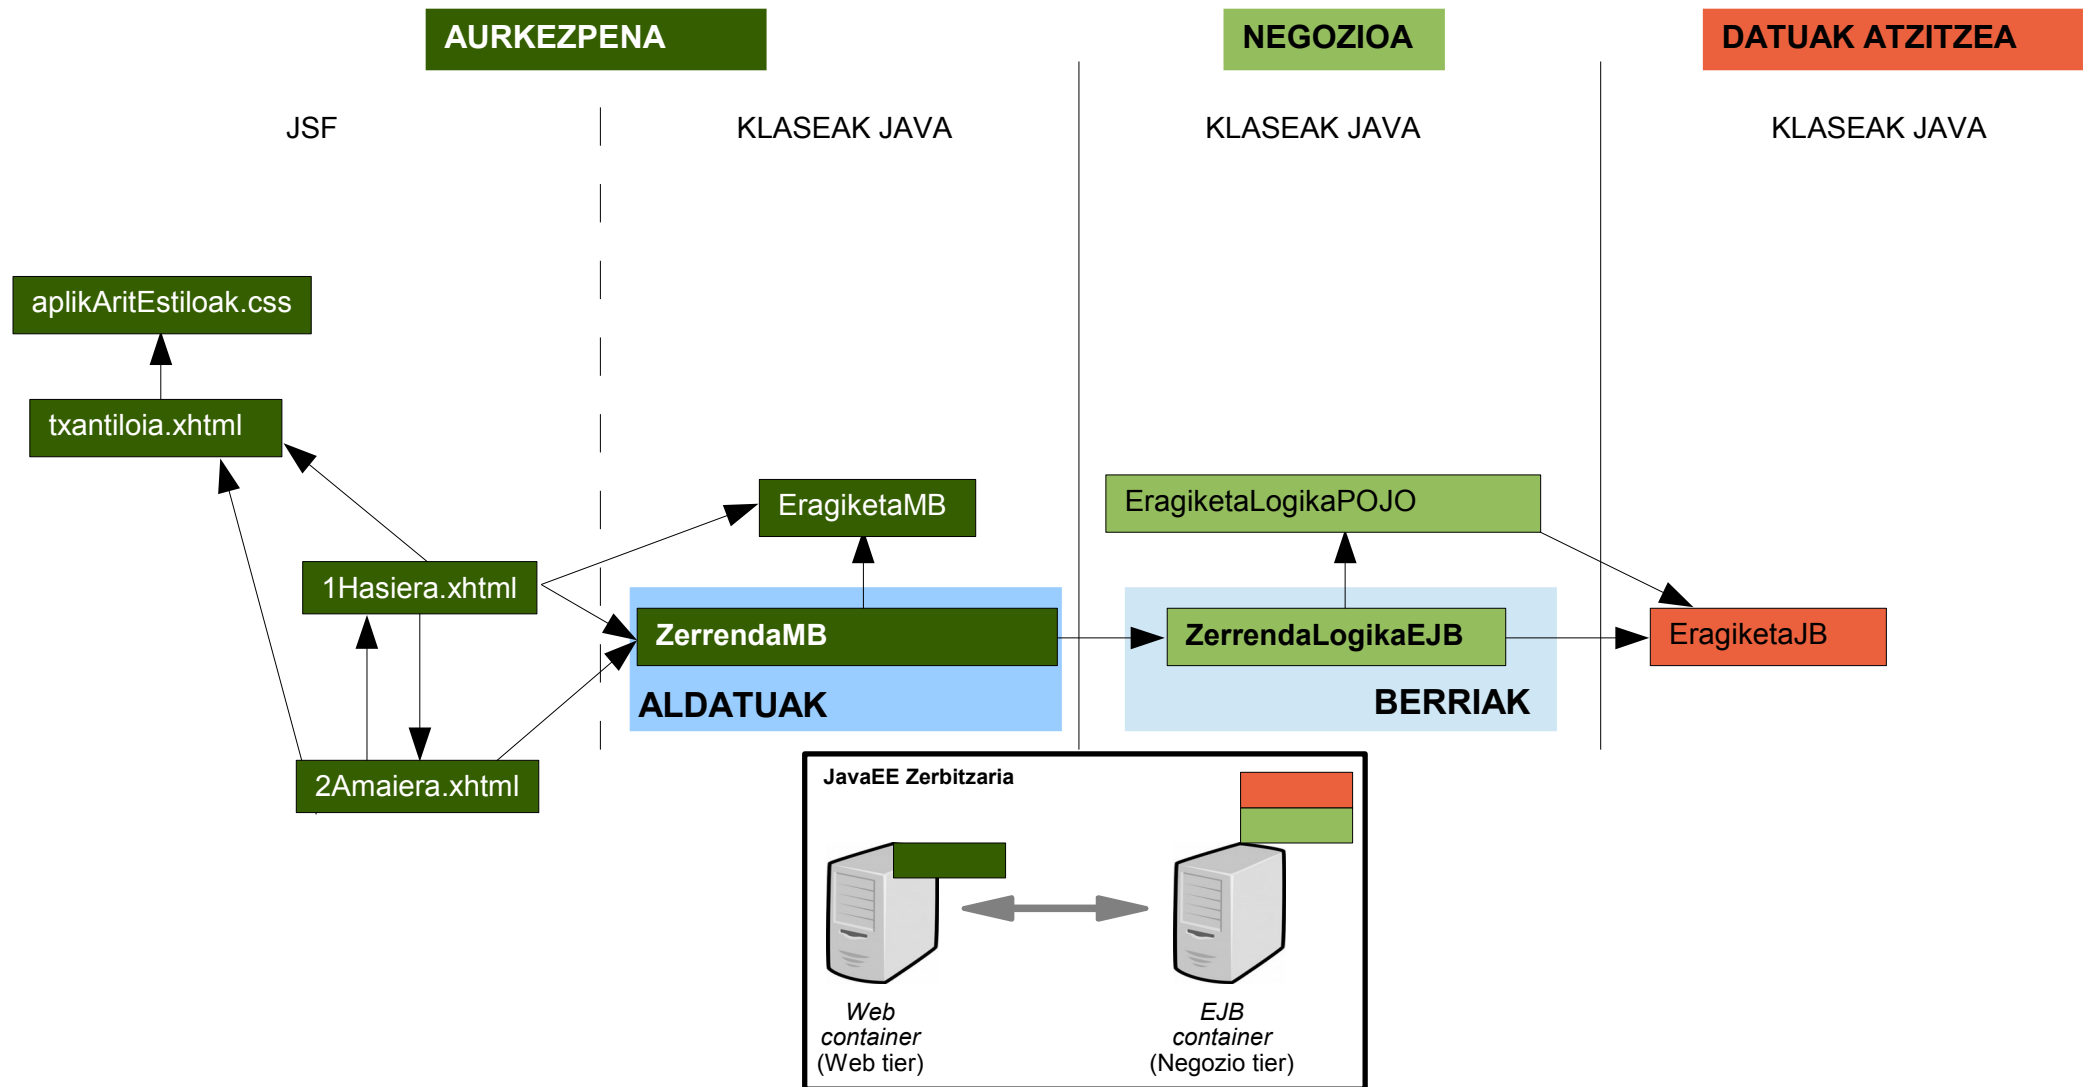 AURKEZPENA
NEGOZIOA
DATUAK ATZITZEA
JSF
KLASEAK JAVA
KLASEAK JAVA
KLASEAK JAVA
aplikAritEstiloak.css
txantiloia.xhtml
EragiketaMB
EragiketaLogikaPOJO
1Hasiera.xhtml
ZerrendaMB
ZerrendaLogikaEJB
EragiketaJB
ALDATUAK
BERRIAK
2Amaiera.xhtml
JavaEE Zerbitzaria
Web
container
(Web tier)
EJB
container
(Negozio tier)